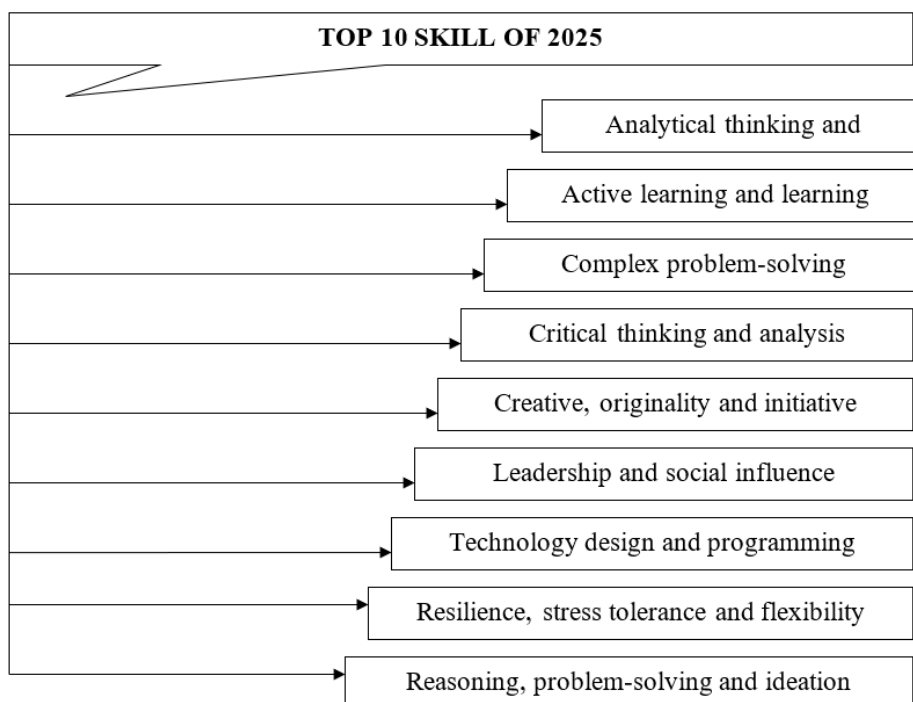 TOP 10 SKILL OF 2025
Analytical thinking and
Active learning and learning
Complex problem-solving
Critical thinking and analysis
Creative, originality and initiative
Leadership and social influence
Technology design and programming
Resilience, stress tolerance and flexibility
Reasoning, problem-solving and ideation